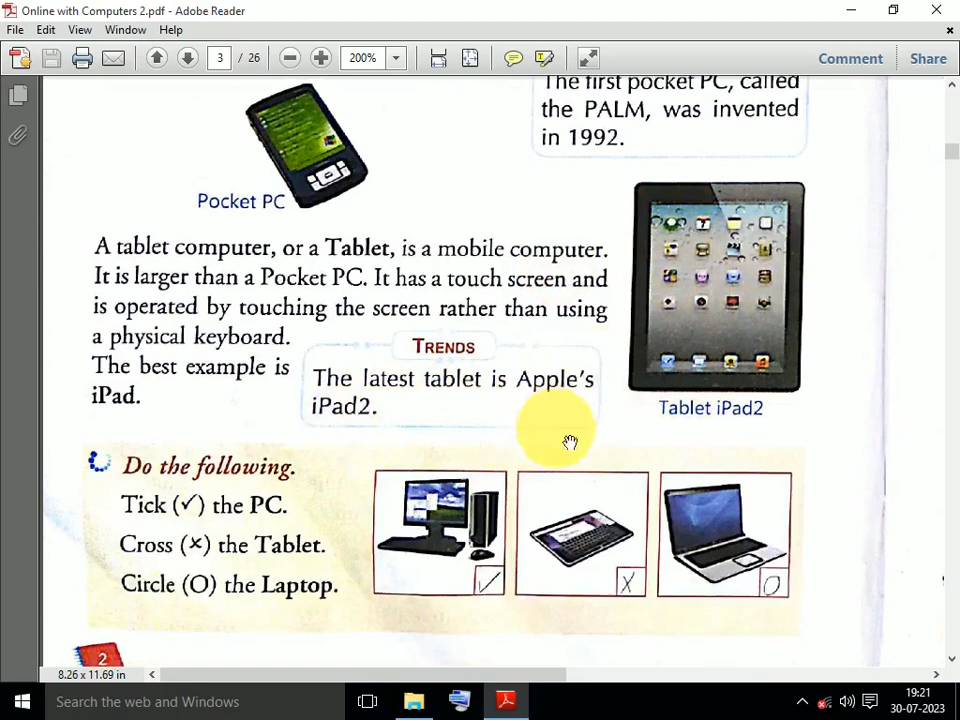 Online with Computers 2.pdf - Adobe Reader
File Edit View Window Help
3 / 26 200% Comment Share
The first pocket PC, called
the PALM, was invented
in 1992.
Pocket PC
A tablet computer, or a Tablet, is a mobile computer.
It is larger than a Pocket PC. It has a touch screen and
is operated by touching the screen rather than using
a physical keyboard.
The best example is
iPad.
TRENDS
The latest tablet is Apple's
iPad2.
Tablet iPad2
Do the following.
Tick (✓) the PC.
Cross (×) the Tablet.
Circle (O) the Laptop.
✓ X O
2
8.26 x 11.69 in
Search the web and Windows
19:21
30-07-2023